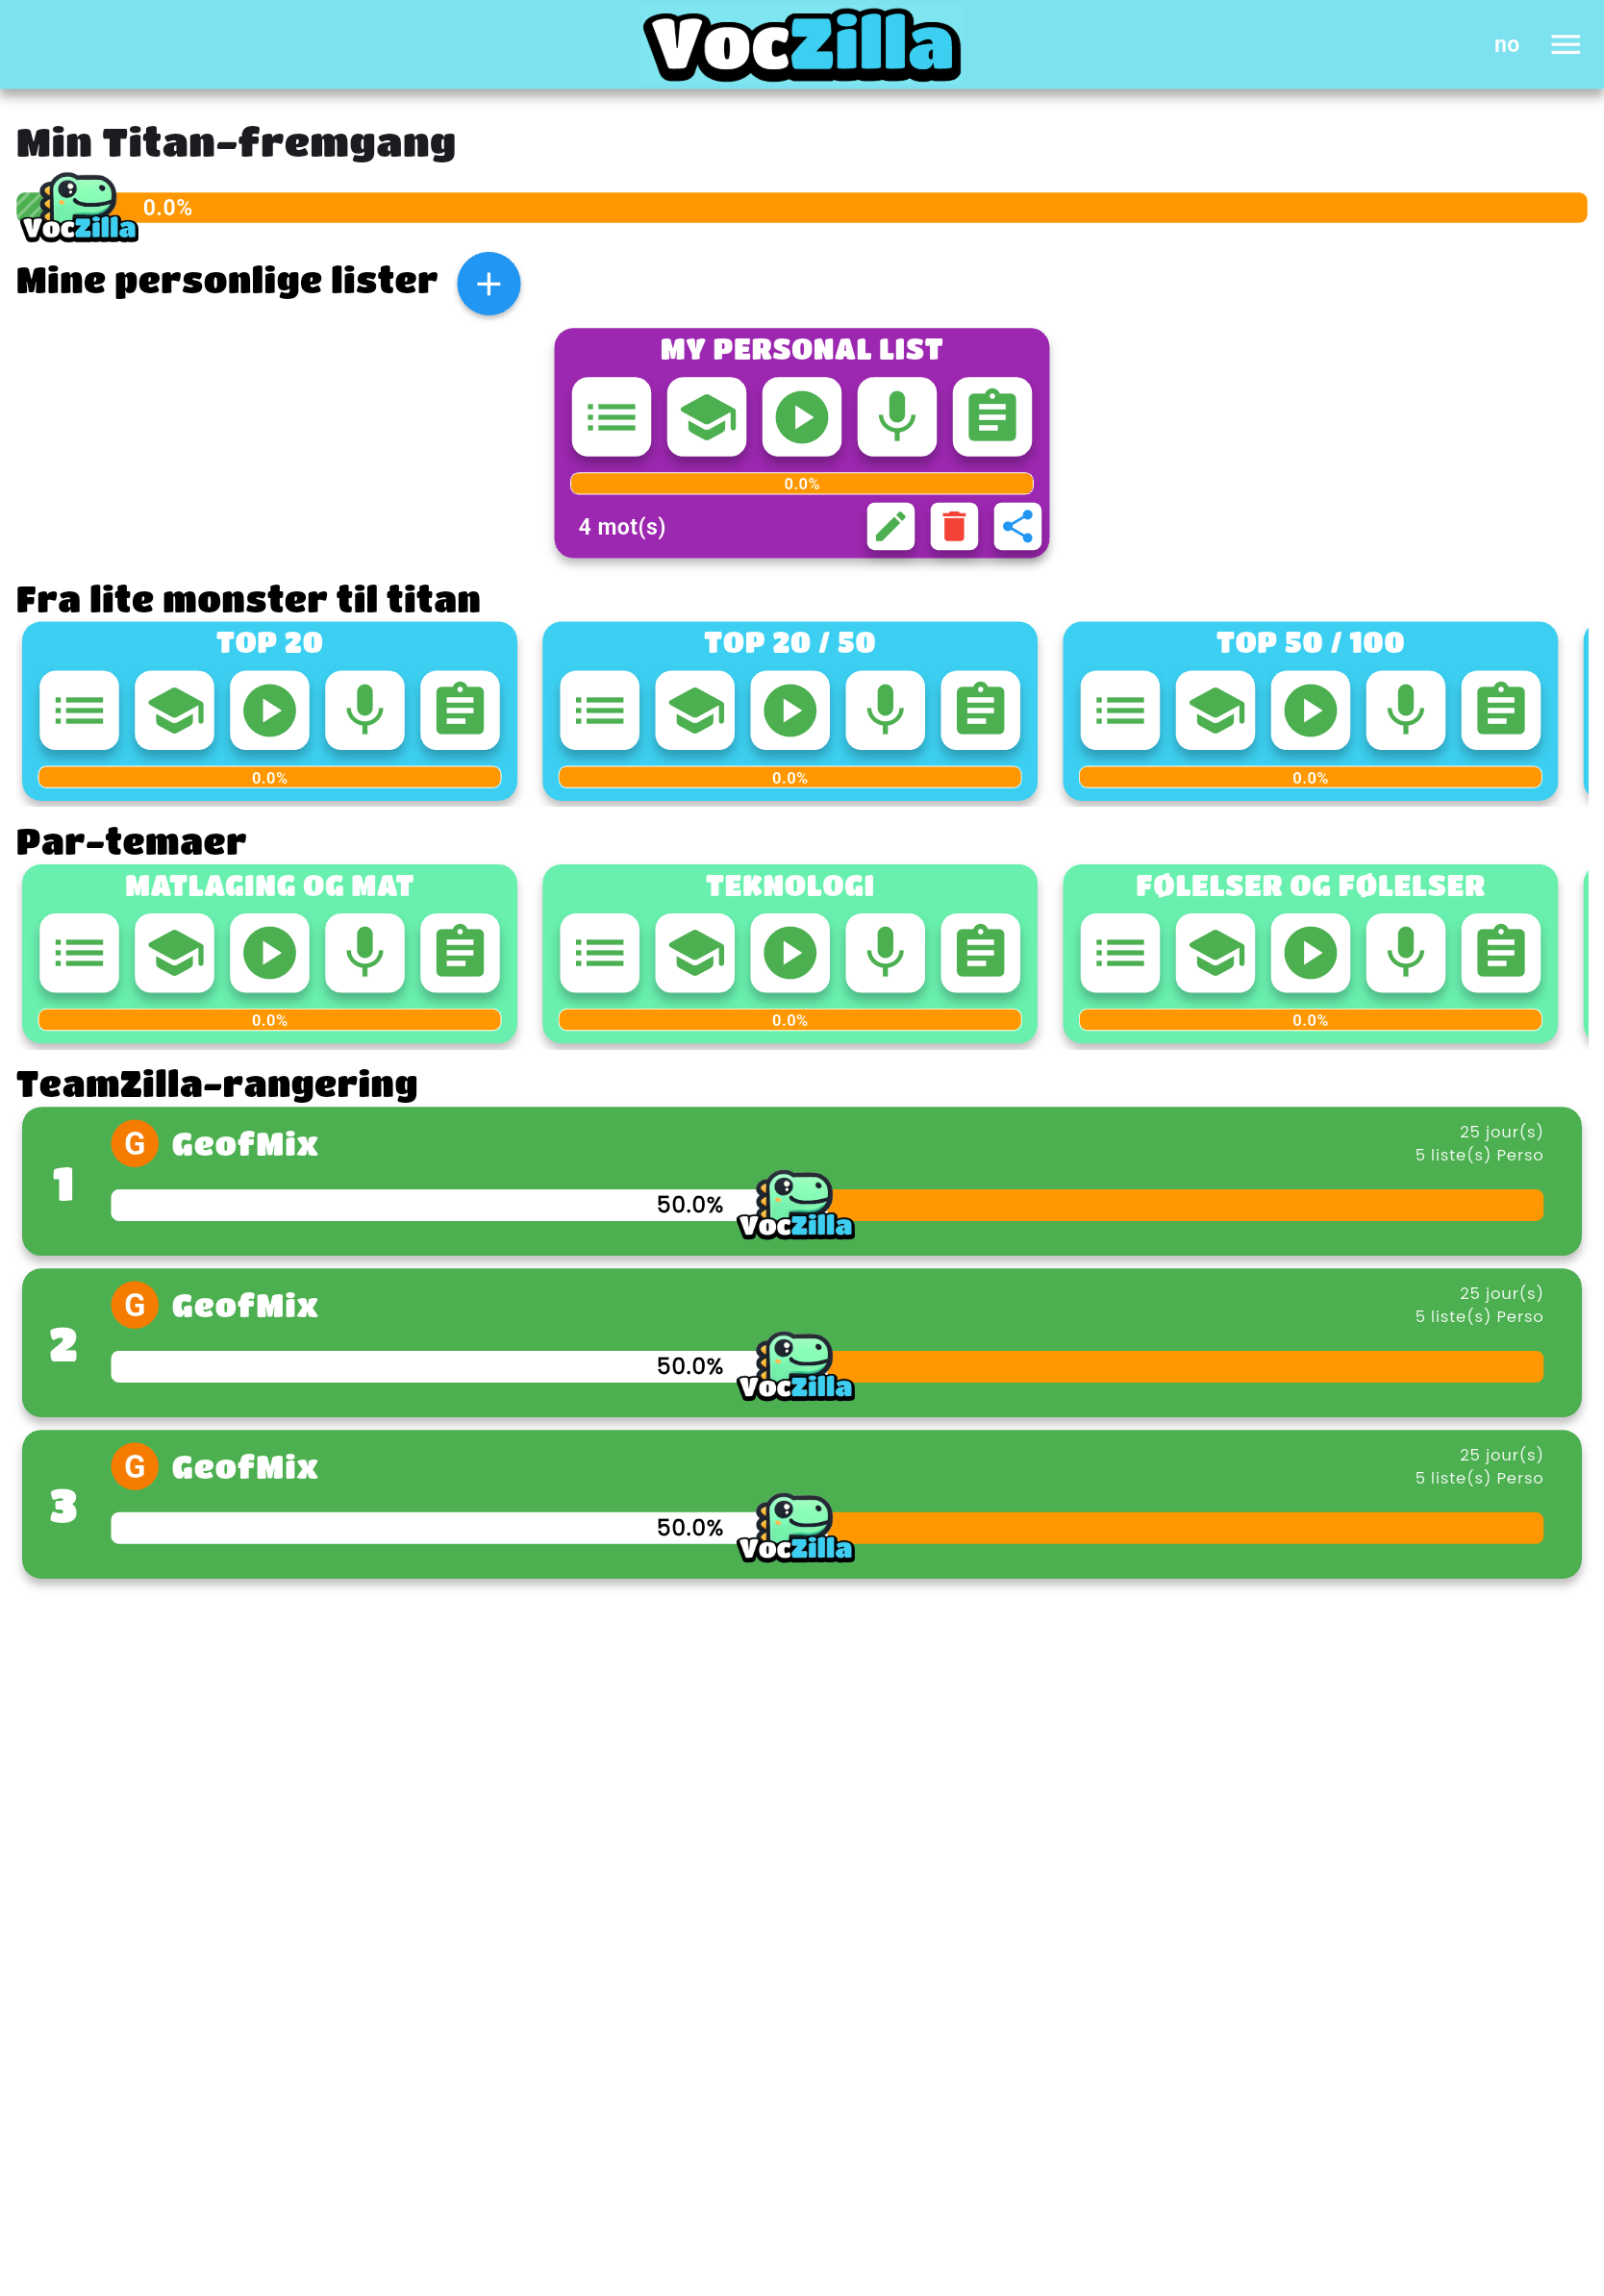 VocZilla
no
Min Titan-fremgang
VocZilla
0.0%
Mine personlige lister
MY PERSONAL LIST
0.0%
4 mot(s)
Fra lite monster til titan
TOP 20
TOP 20 / 50
TOP 50 / 100
0.0%
0.0%
0.0%
Par-temaer
MATLAGING OG MAT
TEKNOLOGI
FØLELSER OG FØLELSER
0.0%
0.0%
0.0%
TeamZilla-rangering
1
G GeofMix
25 jour(s)
5 liste(s) Perso
50.0%
VocZilla
2
G GeofMix
25 jour(s)
5 liste(s) Perso
50.0%
VocZilla
3
G GeofMix
25 jour(s)
5 liste(s) Perso
50.0%
VocZilla